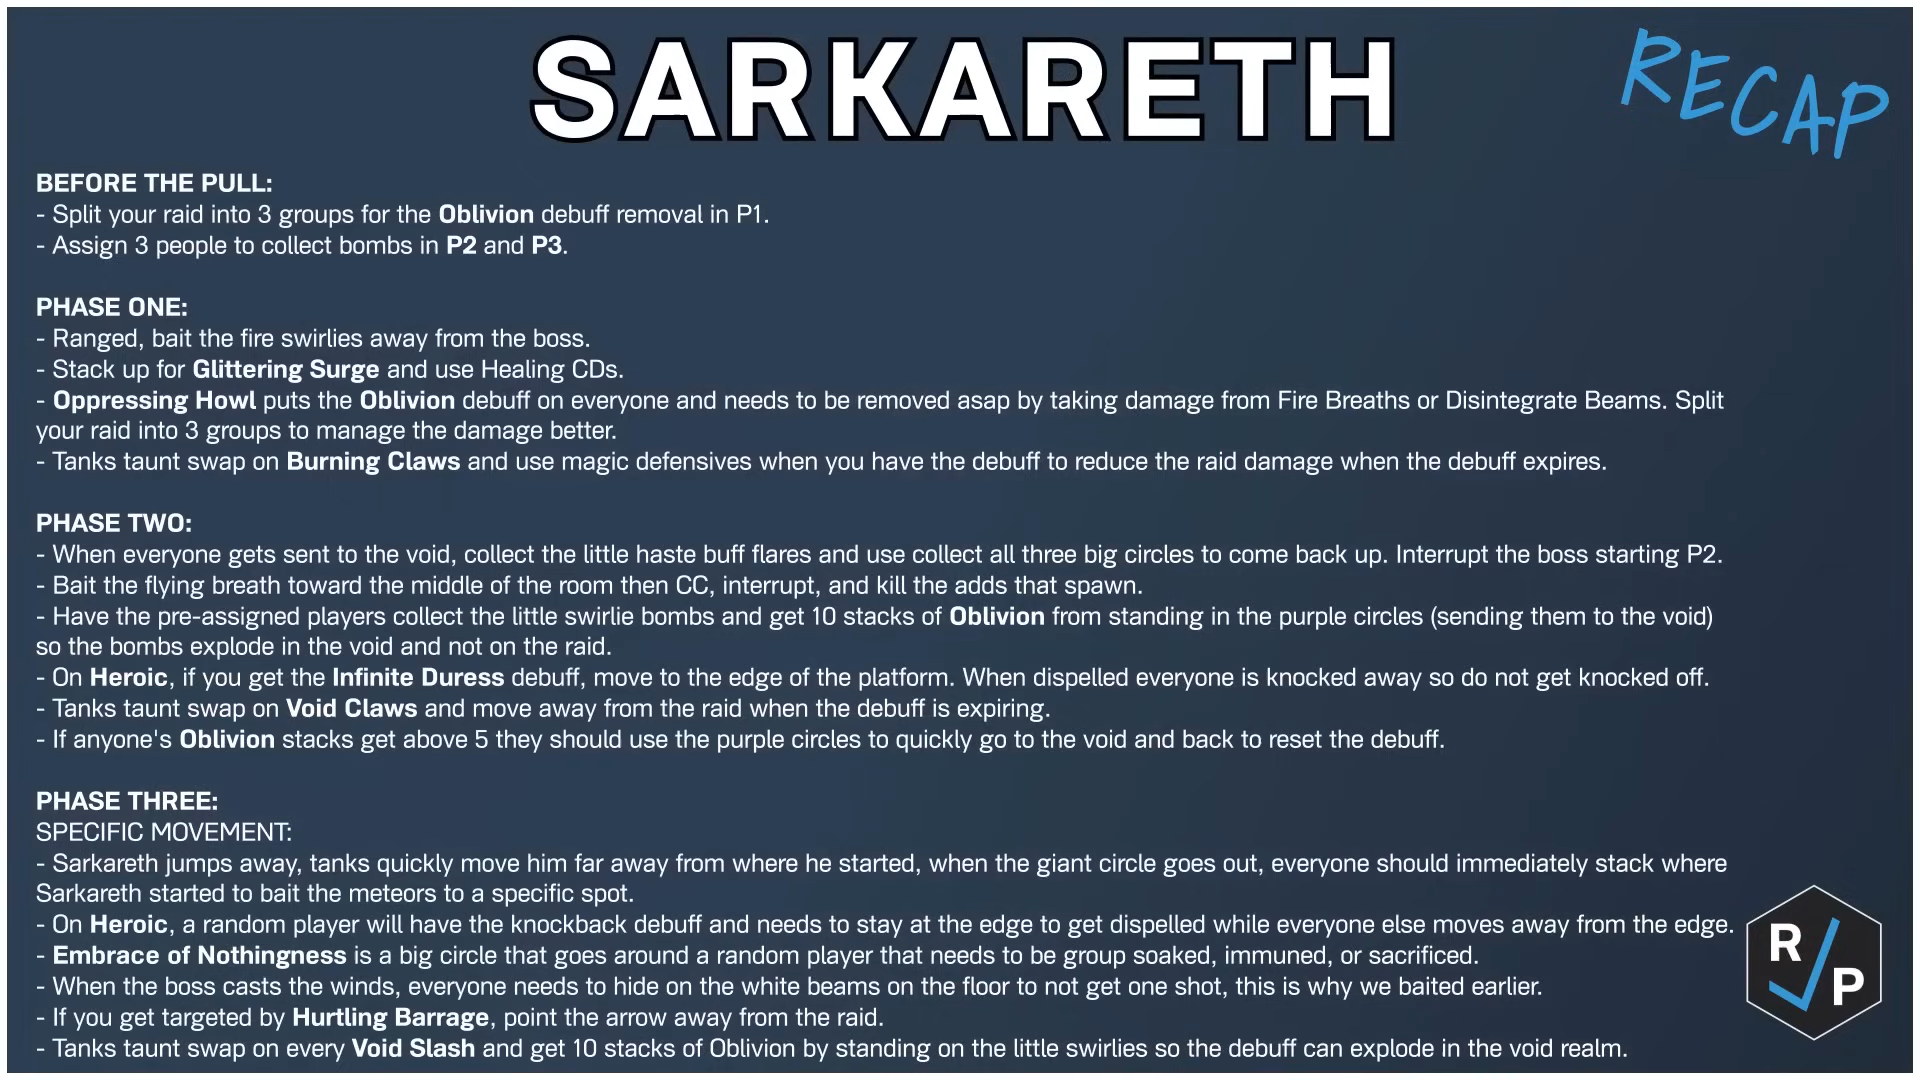 SARKARETH
RECAP
BEFORE THE PULL:
- Split your raid into 3 groups for the Oblivion debuff removal in P1.
- Assign 3 people to collect bombs in P2 and P3.
PHASE ONE:
- Ranged, bait the fire swirlies away from the boss.
- Stack up for Glittering Surge and use Healing CDs.
- Oppressing Howl puts the Oblivion debuff on everyone and needs to be removed asap by taking damage from Fire Breaths or Disintegrate Beams. Split
your raid into 3 groups to manage the damage better.
- Tanks taunt swap on Burning Claws and use magic defensives when you have the debuff to reduce the raid damage when the debuff expires.
PHASE TWO:
- When everyone gets sent to the void, collect the little haste buff flares and use collect all three big circles to come back up. Interrupt the boss starting P2.
- Bait the flying breath toward the middle of the room then CC, interrupt, and kill the adds that spawn.
- Have the pre-assigned players collect the little swirlie bombs and get 10 stacks of Oblivion from standing in the purple circles (sending them to the void)
so the bombs explode in the void and not on the raid.
- On Heroic, if you get the Infinite Duress debuff, move to the edge of the platform. When dispelled everyone is knocked away so do not get knocked off.
- Tanks taunt swap on Void Claws and move away from the raid when the debuff is expiring.
- If anyone's Oblivion stacks get above 5 they should use the purple circles to quickly go to the void and back to reset the debuff.
PHASE THREE:
SPECIFIC MOVEMENT:
- Sarkareth jumps away, tanks quickly move him far away from where he started, when the giant circle goes out, everyone should immediately stack where
Sarkareth started to bait the meteors to a specific spot.
- On Heroic, a random player will have the knockback debuff and needs to stay at the edge to get dispelled while everyone else moves away from the edge.
- Embrace of Nothingness is a big circle that goes around a random player that needs to be group soaked, immuned, or sacrificed.
- When the boss casts the winds, everyone needs to hide on the white beams on the floor to not get one shot, this is why we baited earlier.
- If you get targeted by Hurtling Barrage, point the arrow away from the raid.
- Tanks taunt swap on every Void Slash and get 10 stacks of Oblivion by standing on the little swirlies so the debuff can explode in the void realm.
R
P